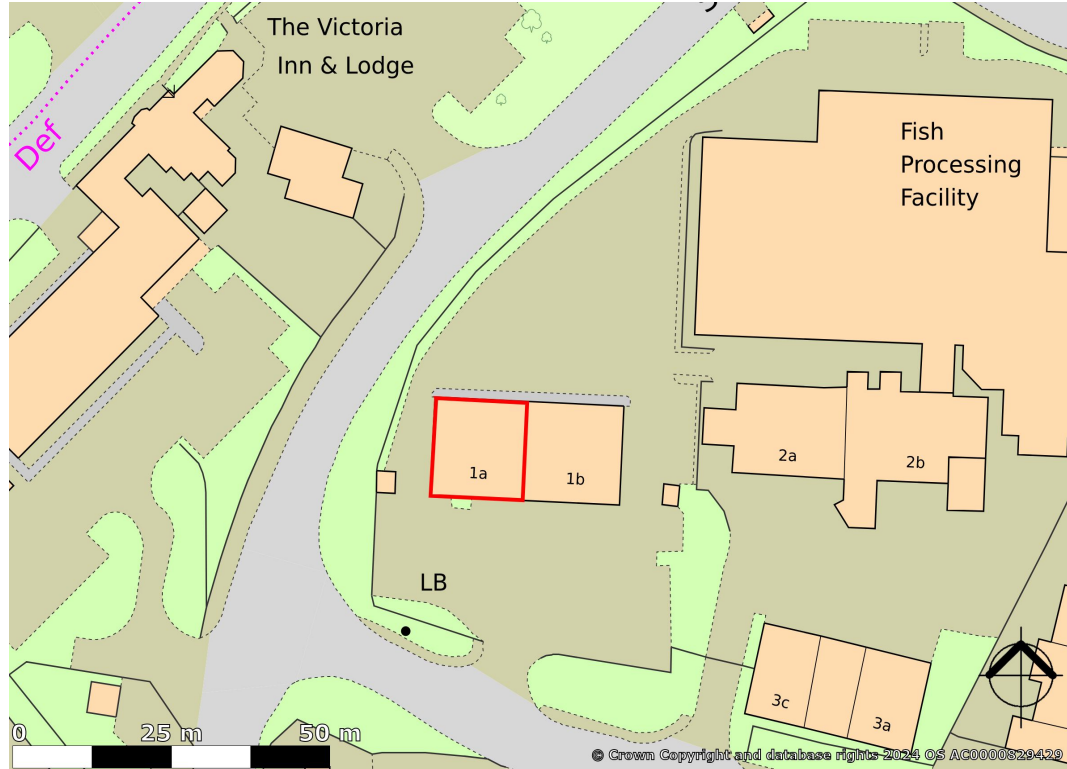 The Victoria
Inn & Lodge
Def
Fish
Processing
Facility
2a
2b
1a
1b
LB
3c
3a
0 25 m 50 m
© Crown Copyright and database rights 2024 OS AC0000829429